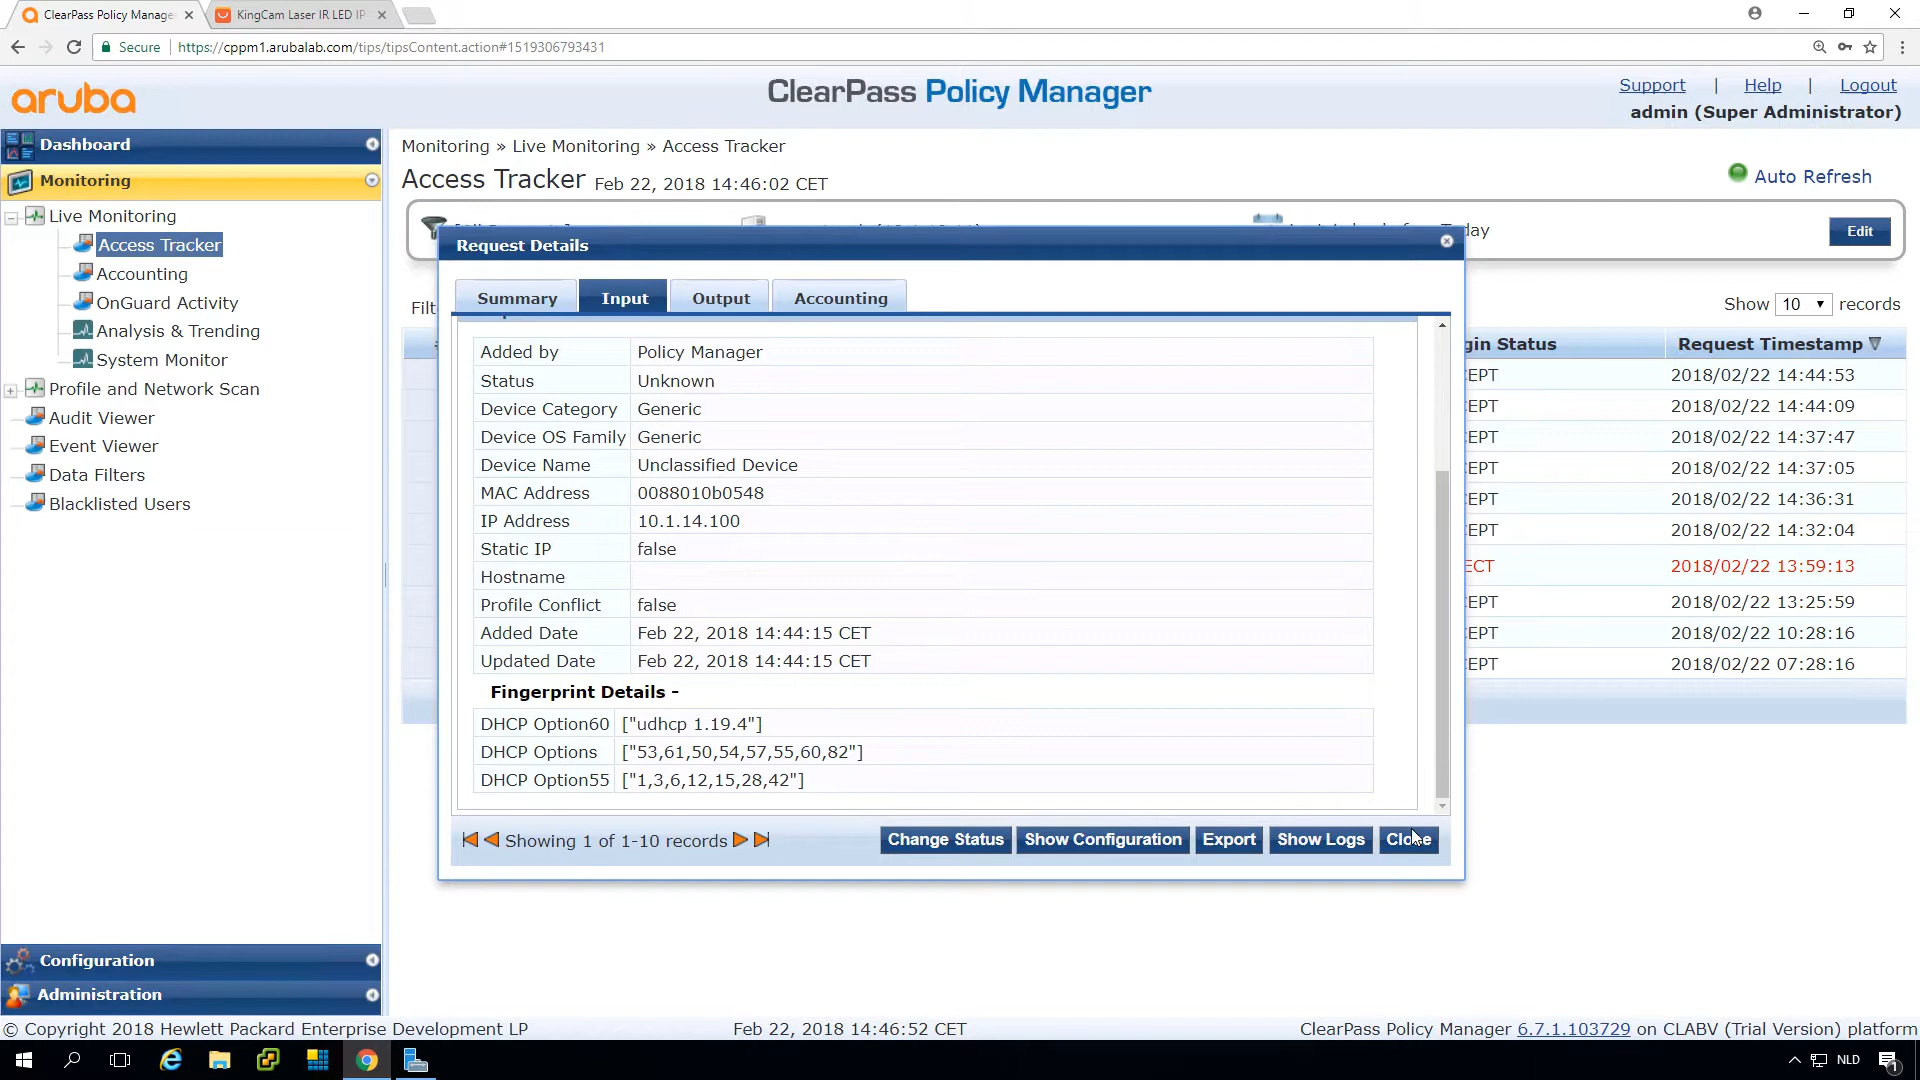 ClearPass Policy Manage
KingCam Laser IR LED IP
Secure
https://cppm1.arubalab.com/tips/tipsContent.action#1519306793431
aruba
ClearPass Policy Manager
Support | Help | Logout
admin (Super Administrator)
Dashboard
Monitoring
Live Monitoring
Access Tracker
Accounting
OnGuard Activity
Analysis & Trending
System Monitor
Profile and Network Scan
Audit Viewer
Event Viewer
Data Filters
Blacklisted Users
Configuration
Administration
Monitoring » Live Monitoring » Access Tracker
Access Tracker Feb 22, 2018 14:46:02 CET
Auto Refresh
Edit
Show 10 records
Request Timestamp
EPT 2018/02/22 14:44:53
EPT 2018/02/22 14:44:09
EPT 2018/02/22 14:37:47
EPT 2018/02/22 14:37:05
EPT 2018/02/22 14:36:31
EPT 2018/02/22 14:32:04
ECT 2018/02/22 13:59:13
EPT 2018/02/22 13:25:59
EPT 2018/02/22 10:28:16
EPT 2018/02/22 07:28:16
Request Details
Summary Input Output Accounting
Added by Policy Manager
Status Unknown
Device Category Generic
Device OS Family Generic
Device Name Unclassified Device
MAC Address 0088010b0548
IP Address 10.1.14.100
Static IP false
Hostname
Profile Conflict false
Added Date Feb 22, 2018 14:44:15 CET
Updated Date Feb 22, 2018 14:44:15 CET
Fingerprint Details -
DHCP Option60 ["udhcp 1.19.4"]
DHCP Options ["53,61,50,54,57,55,60,82"]
DHCP Option55 ["1,3,6,12,15,28,42"]
Showing 1 of 1-10 records
Change Status Show Configuration Export Show Logs Close
© Copyright 2018 Hewlett Packard Enterprise Development LP
Feb 22, 2018 14:46:52 CET
ClearPass Policy Manager 6.7.1.103729 on CLABV (Trial Version) platform
NLD
1